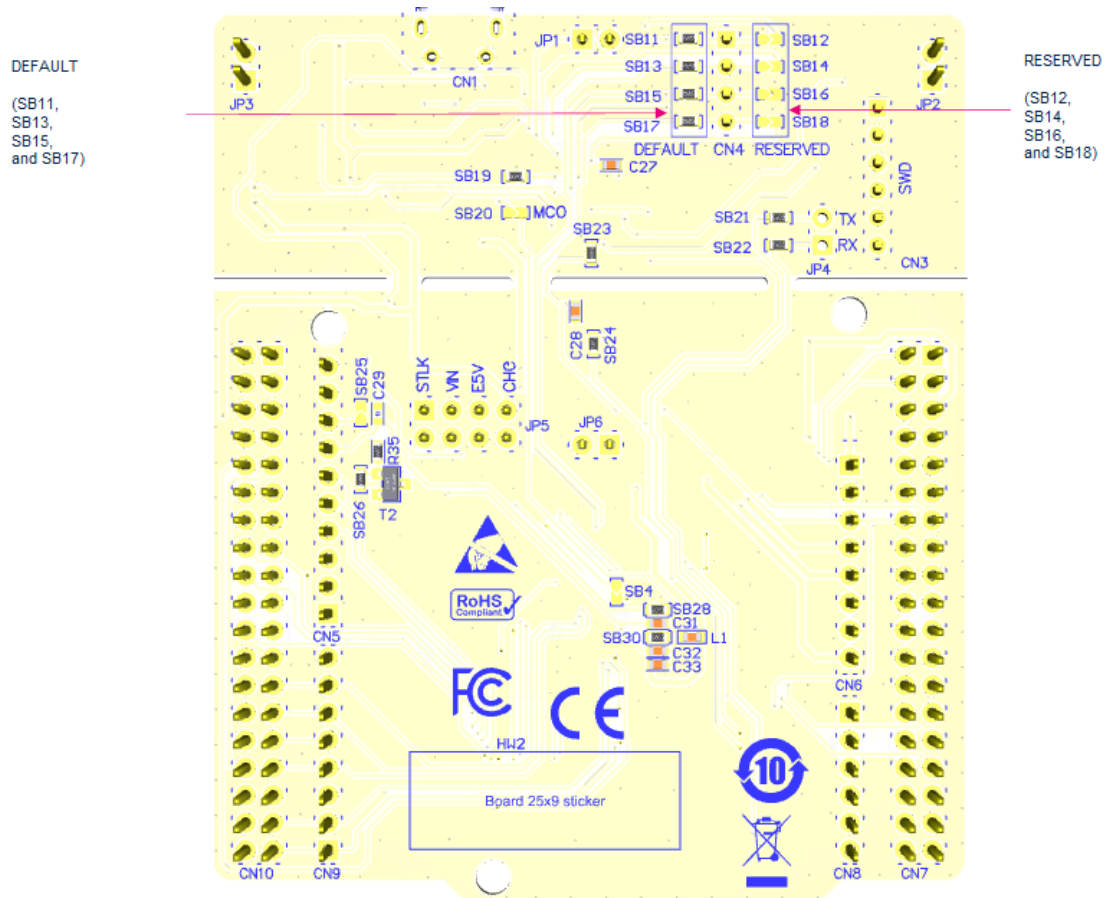 DEFAULT
(SB11,
SB13,
SB15,
and SB17)
RESERVED
(SB12,
SB14,
SB16,
and SB18)
JP3
CN1
JP1
SB11
SB12
SB13
SB14
SB15
SB16
SB17
SB18
DEFAULT
CN4
RESERVED
JP2
C27
SB19
SB20
MCO
SB23
SB21
TX
SB22
RX
JP4
SWD
CN3
C28
SB24
SB25
C29
STLK
VIN
E5V
CHG
JP5
JP6
R35
SB26
T2
RoHS
Compliant
SB4
SB28
C31
SB30
L1
C32
C33
CN5
CN6
FC
CE
HW2
Board 25x9 sticker
10
CN10
CN9
CN8
CN7